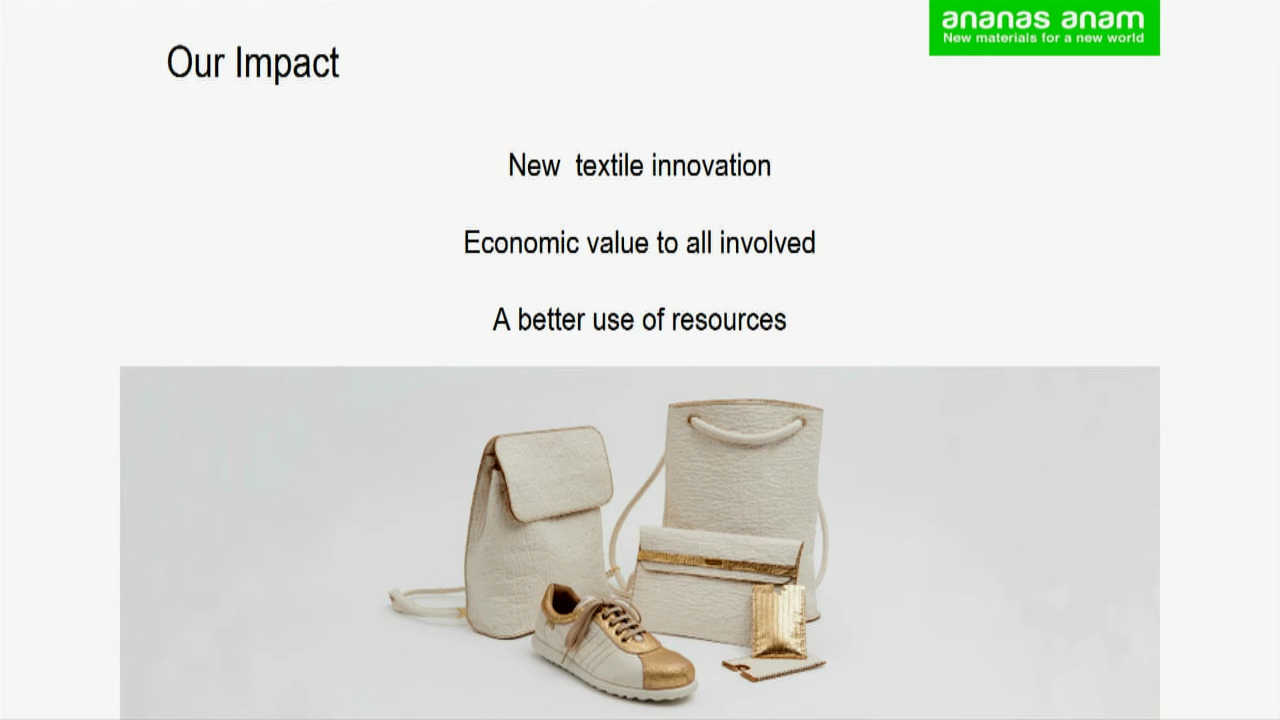 ananas anam
New materials for a new world
Our Impact
New textile innovation
Economic value to all involved
A better use of resources